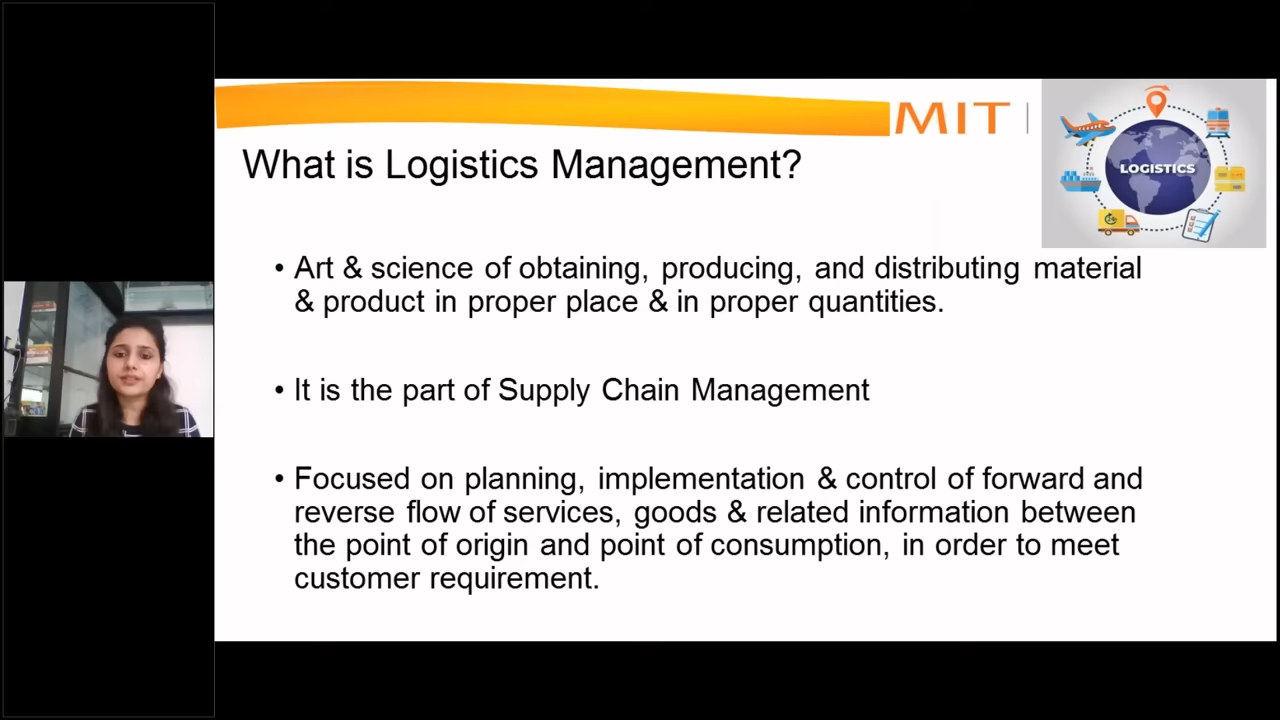 MIT
What is Logistics Management?
LOGISTICS
• Art & science of obtaining, producing, and distributing material
& product in proper place & in proper quantities.
• It is the part of Supply Chain Management
• Focused on planning, implementation & control of forward and
reverse flow of services, goods & related information between
the point of origin and point of consumption, in order to meet
customer requirement.